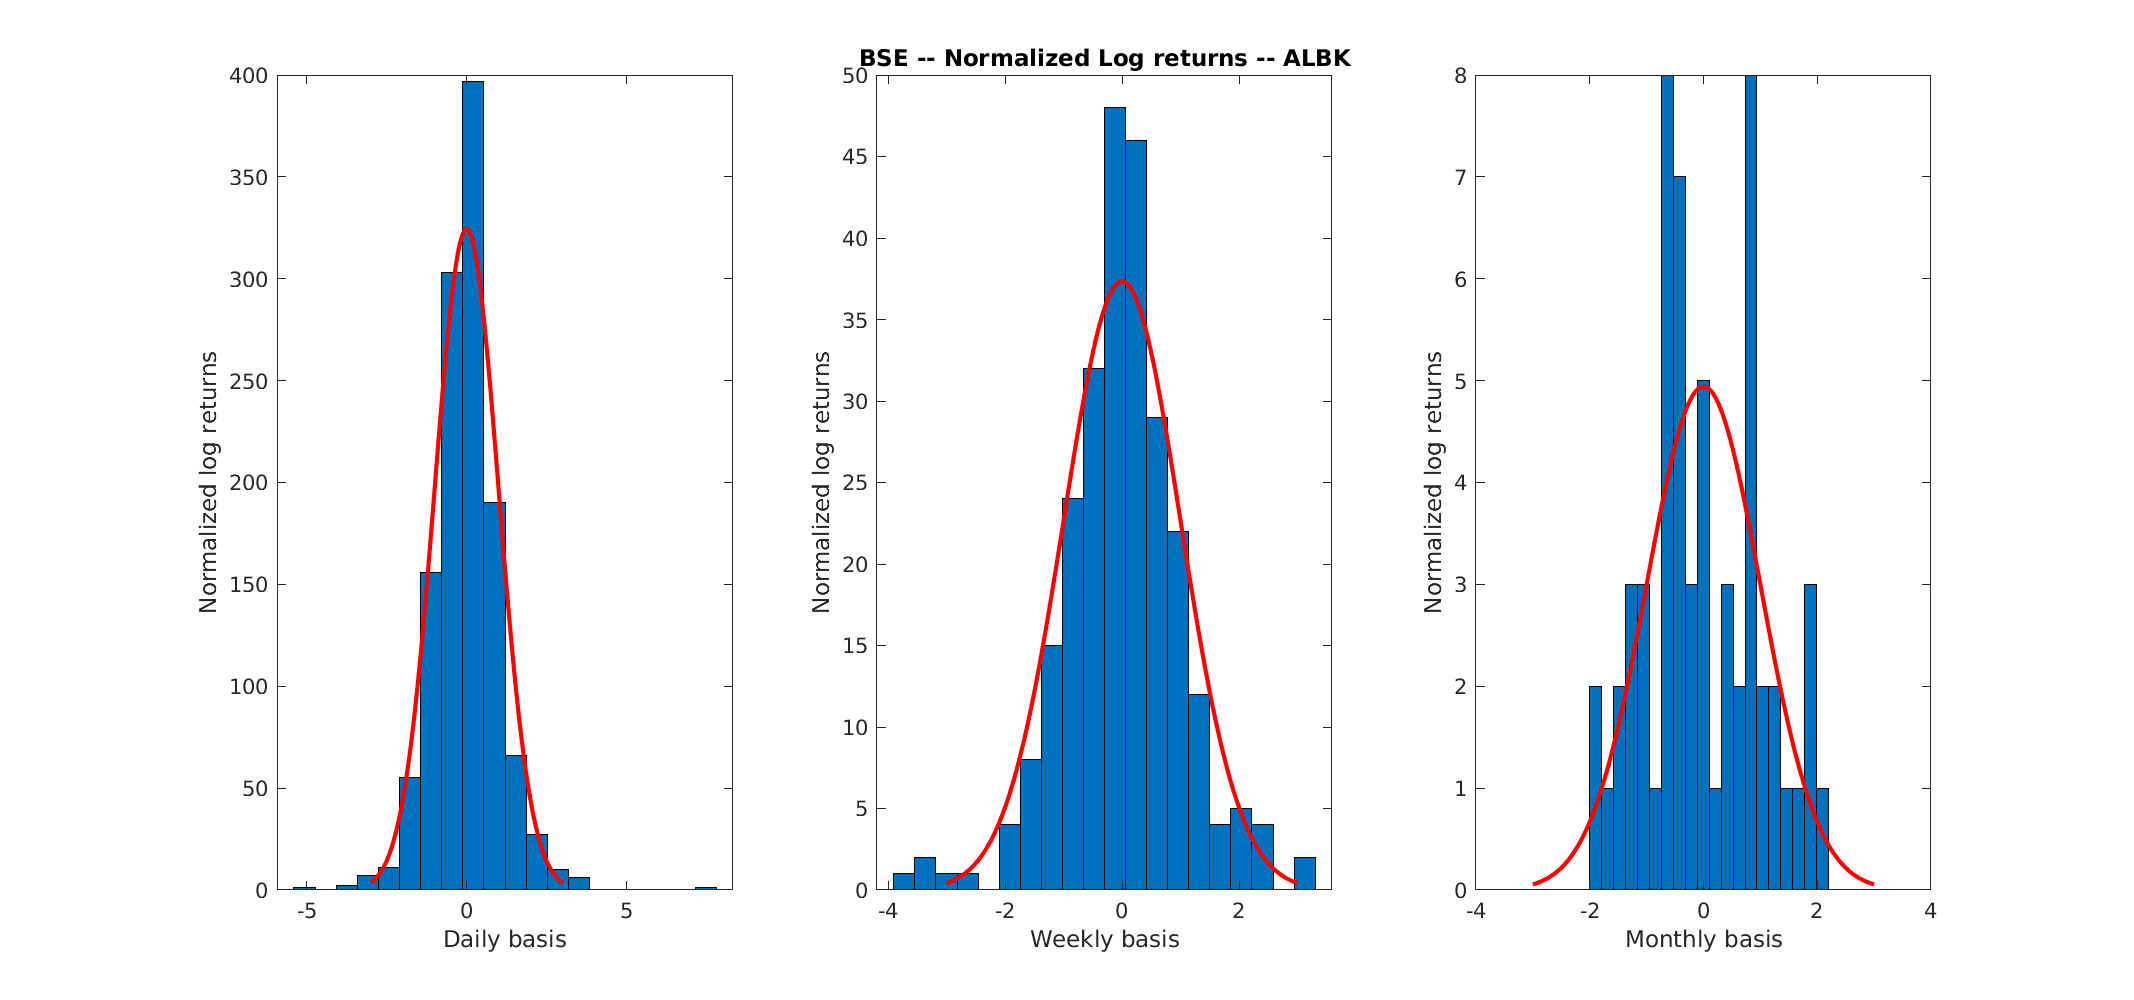 BSE -- Normalized Log returns -- ALBK
400
350
300
250
200
150
100
50
0
-5 0 5
Normalized log returns
Daily basis
50
45
40
35
30
25
20
15
10
5
0
-4 -2 0 2
Normalized log returns
Weekly basis
8
7
6
5
4
3
2
1
0
-4 -2 0 2 4
Normalized log returns
Monthly basis